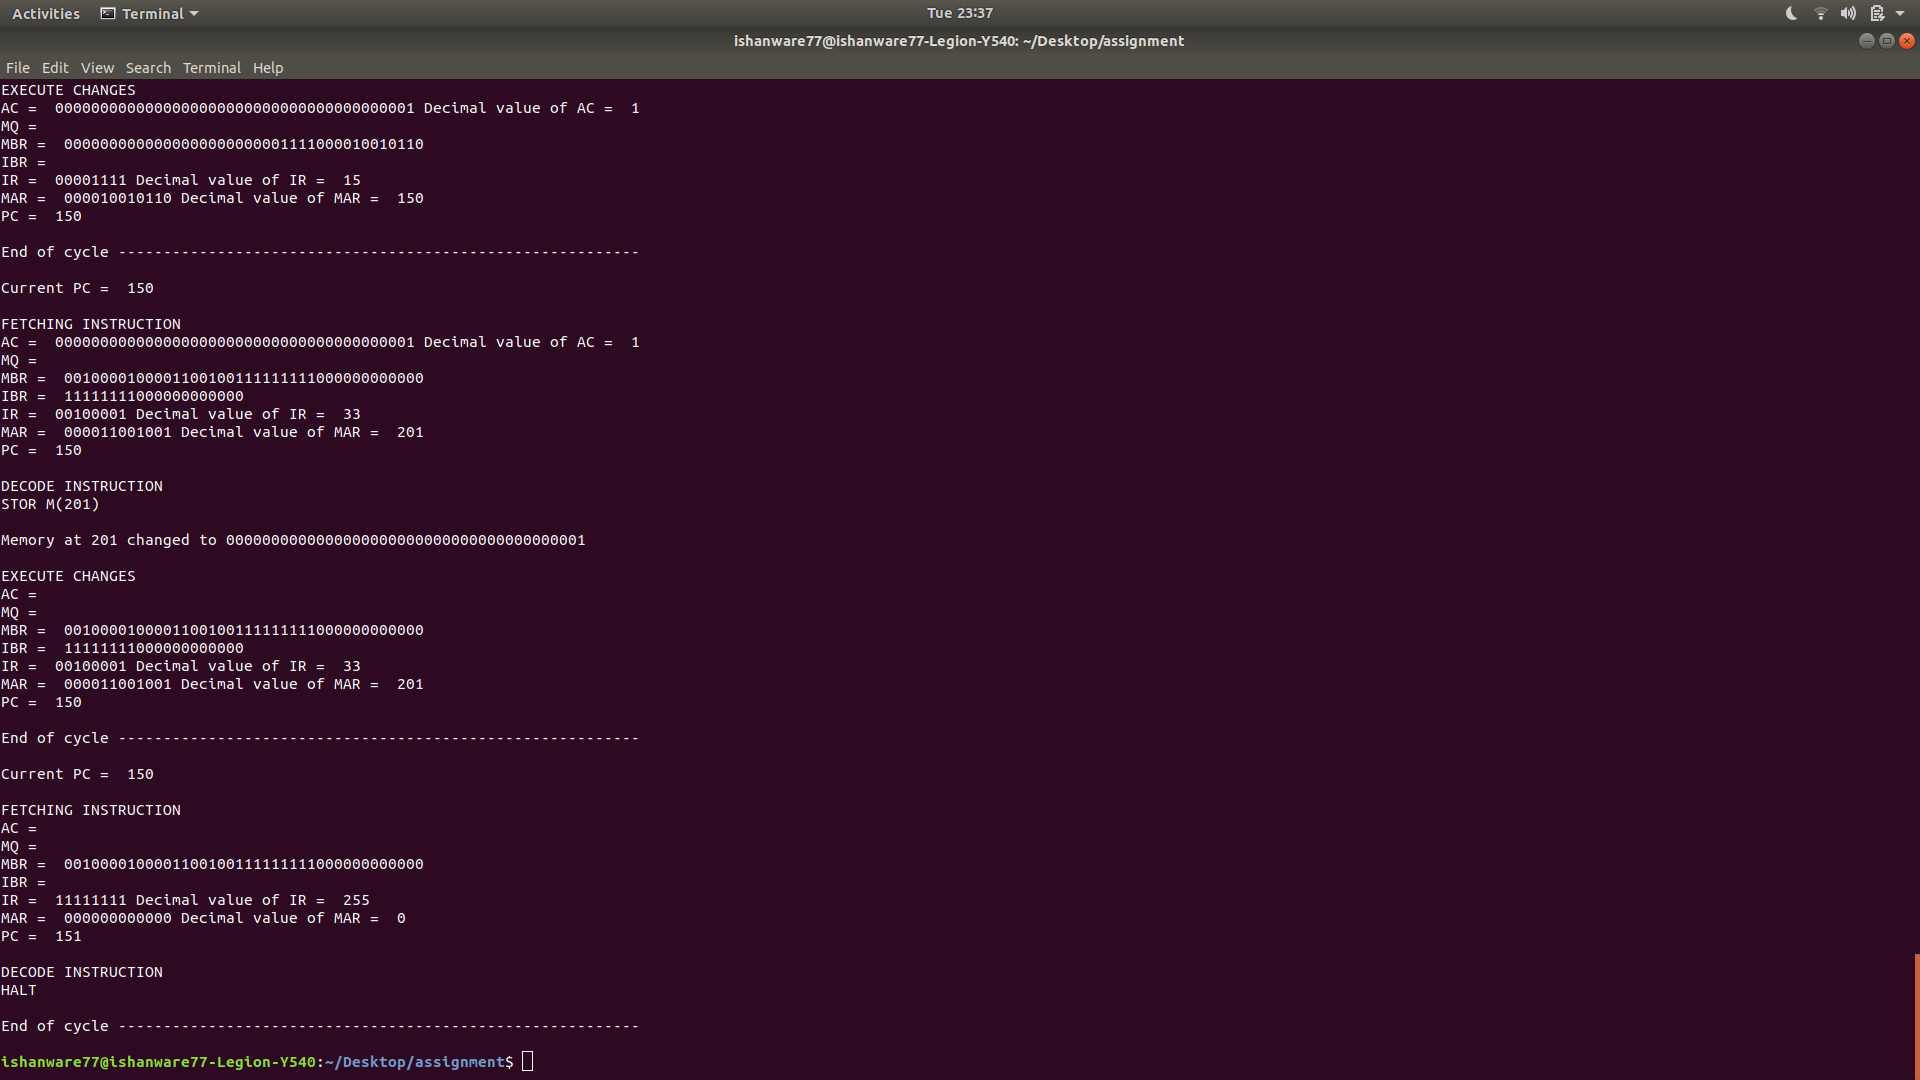 Activities Terminal Tue 23:37
ishanware77@ishanware77-Legion-Y540: ~/Desktop/assignment
File Edit View Search Terminal Help
EXECUTE CHANGES
AC =  0000000000000000000000000000000000000001 Decimal value of AC =  1
MQ =
MBR =  0000000000000000000000001111000010010110
IBR =
IR =  00001111 Decimal value of IR =  15
MAR =  000010010110 Decimal value of MAR =  150
PC =  150
End of cycle ----------------------------------------------------------
Current PC =  150
FETCHING INSTRUCTION
AC =  0000000000000000000000000000000000000001 Decimal value of AC =  1
MQ =
MBR =  0010000100001100100111111111000000000000
IBR =  11111111000000000000
IR =  00100001 Decimal value of IR =  33
MAR =  000011001001 Decimal value of MAR =  201
PC =  150
DECODE INSTRUCTION
STOR M(201)
Memory at 201 changed to 0000000000000000000000000000000000000001
EXECUTE CHANGES
AC =
MQ =
MBR =  0010000100001100100111111111000000000000
IBR =  11111111000000000000
IR =  00100001 Decimal value of IR =  33
MAR =  000011001001 Decimal value of MAR =  201
PC =  150
End of cycle ----------------------------------------------------------
Current PC =  150
FETCHING INSTRUCTION
AC =
MQ =
MBR =  0010000100001100100111111111000000000000
IBR =
IR =  11111111 Decimal value of IR =  255
MAR =  000000000000 Decimal value of MAR =  0
PC =  151
DECODE INSTRUCTION
HALT
End of cycle ----------------------------------------------------------
ishanware77@ishanware77-Legion-Y540:~/Desktop/assignment$